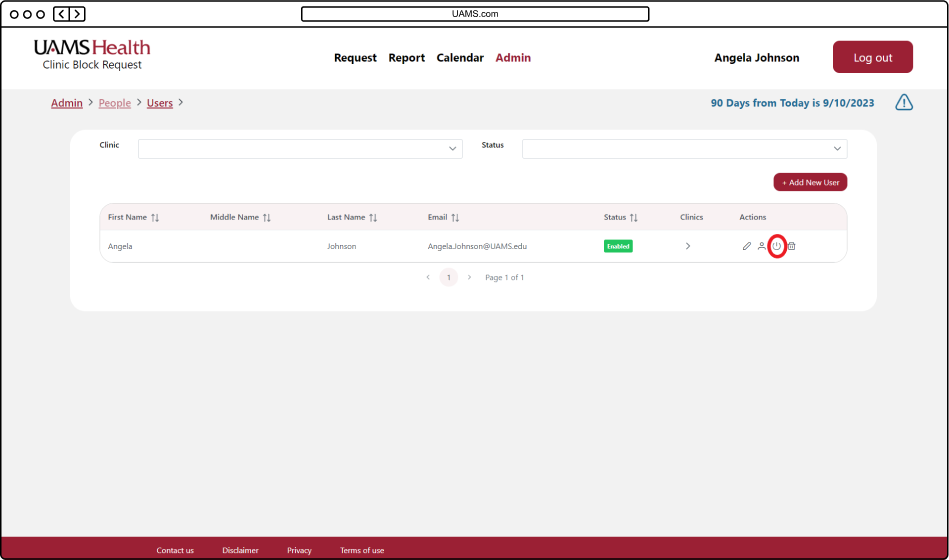 UAMS.com
UAMS Health
Clinic Block Request
Request Report Calendar Admin
Angela Johnson
Log out
Admin > People > Users >
90 Days from Today is 9/10/2023
Clinic
Status
+ Add New User
First Name Middle Name Last Name Email Status Clinics Actions
Angela Johnson Angela.Johnson@UAMS.edu Enabled
< 1 > Page 1 of 1
Contact us Disclaimer Privacy Terms of use